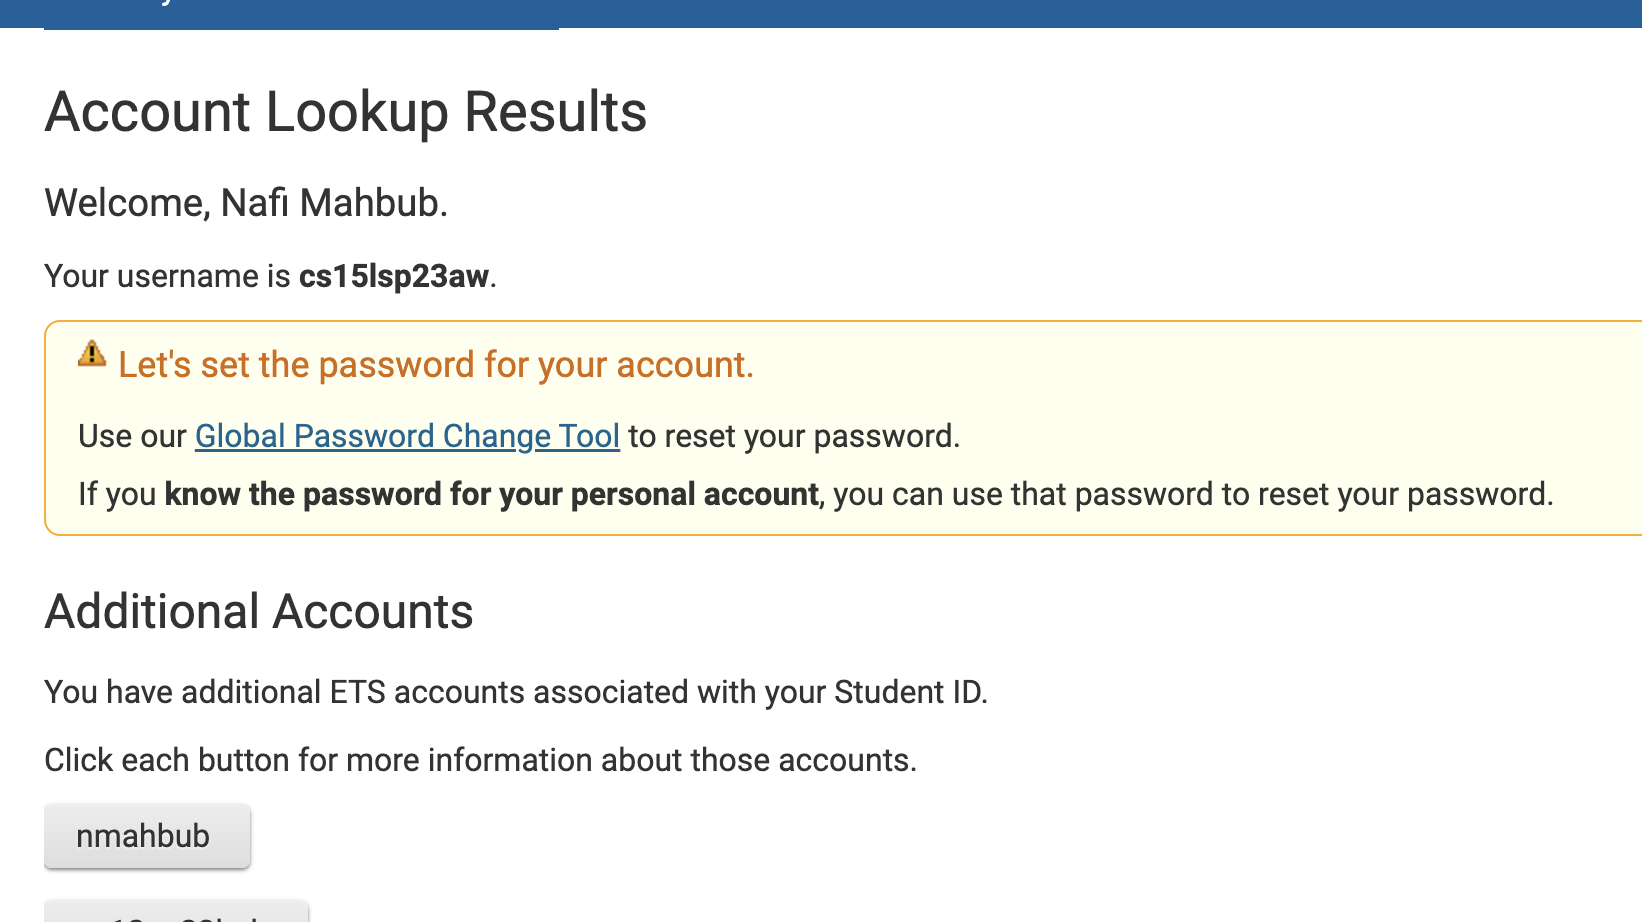 Account Lookup Results
Welcome, Nafi Mahbub.
Your username is cs15lsp23aw.
Let's set the password for your account.
Use our Global Password Change Tool to reset your password.
If you know the password for your personal account, you can use that password to reset your password.
Additional Accounts
You have additional ETS accounts associated with your Student ID.
Click each button for more information about those accounts.
nmahbub